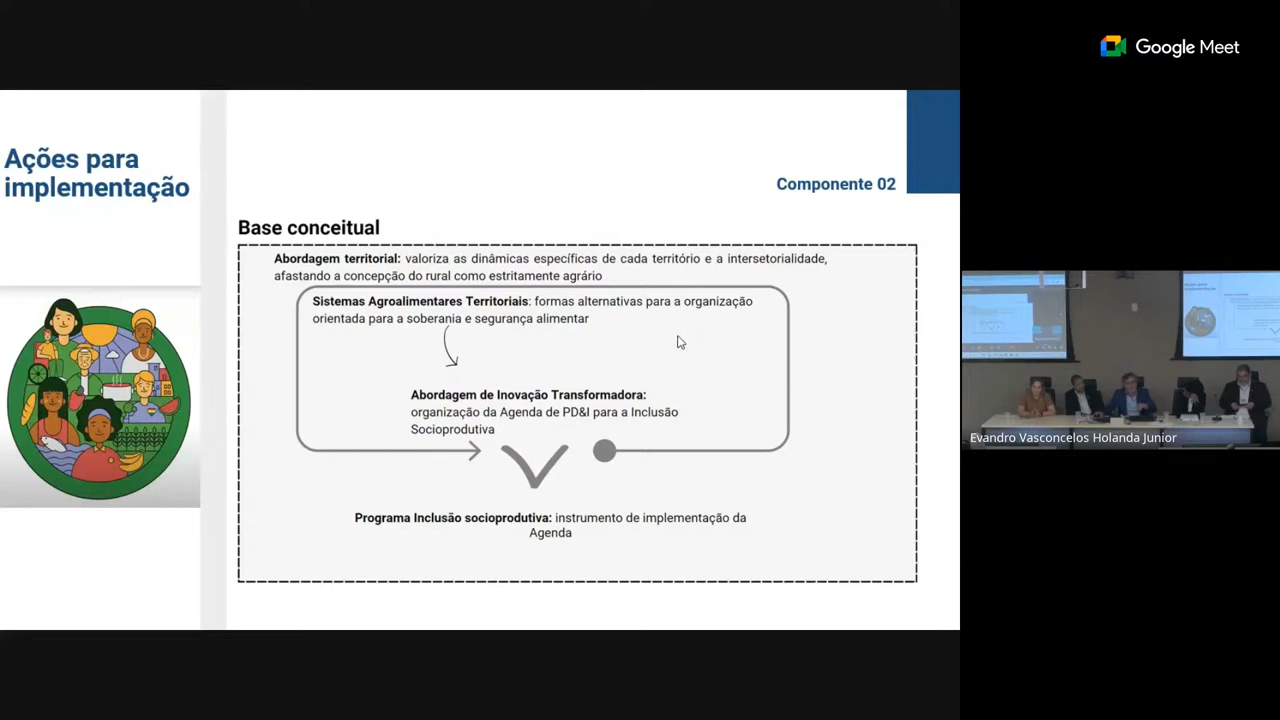 Google Meet
Ações para
implementação
Componente 02
Base conceitual
Abordagem territorial: valoriza as dinâmicas específicas de cada território e a intersetorialidade,
afastando a concepção do rural como estritamente agrário
Sistemas Agroalimentares Territoriais: formas alternativas para a organização
orientada para a soberania e segurança alimentar
Abordagem de Inovação Transformadora:
organização da Agenda de PD&I para a Inclusão
Socioprodutiva
Programa Inclusão socioprodutiva: instrumento de implementação da
Agenda
Evandro Vasconcelos Holanda Junior